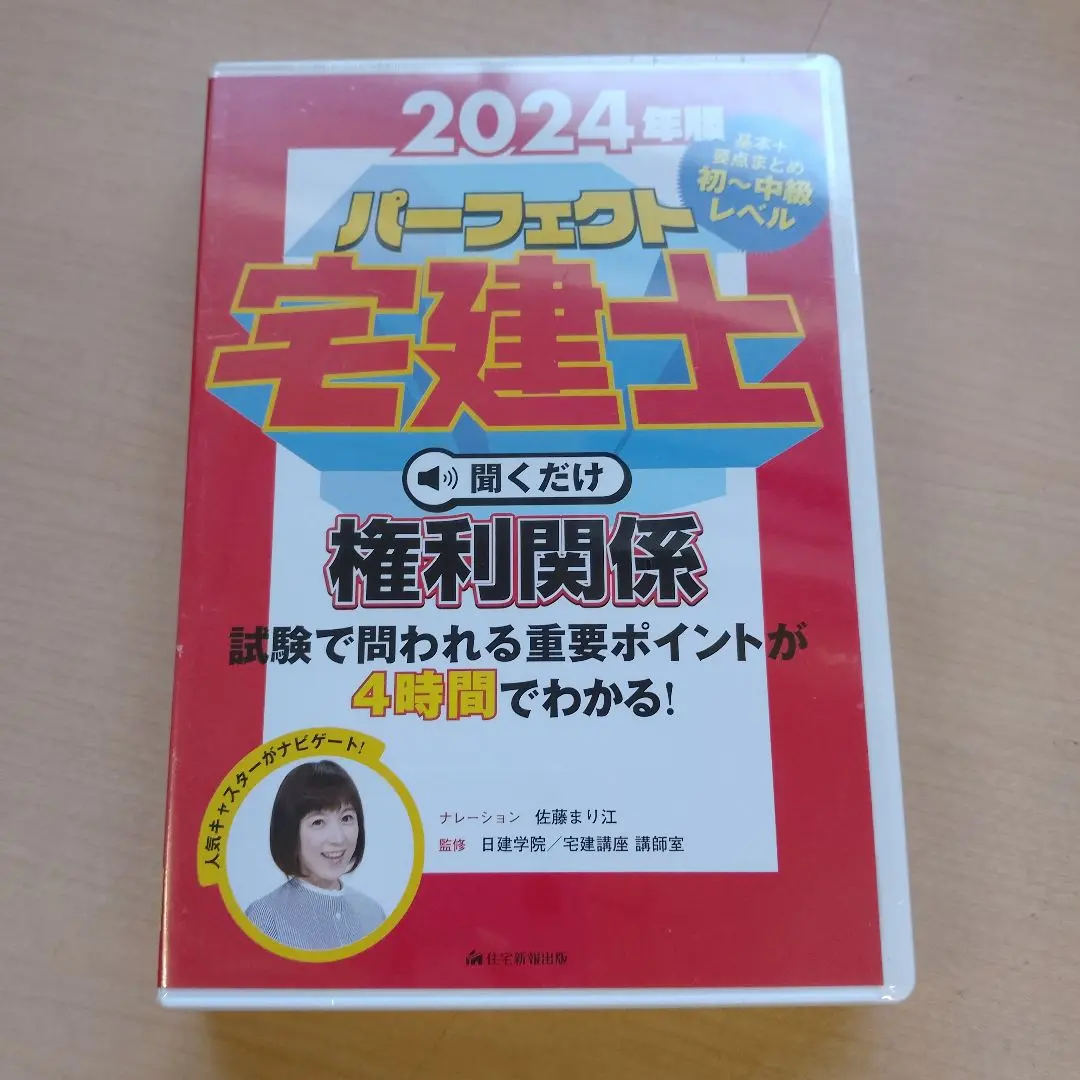 2024年版
基本+
要点まとめ
初〜中級
レベル
パーフェクト
宅建士
聞くだけ
権利関係
試験で問われる重要ポイントが
4時間でわかる!
人気キャスターがナビゲート!
ナレーション 佐藤まり江
監修 日建学院/宅建講座 講師室
住宅新報出版